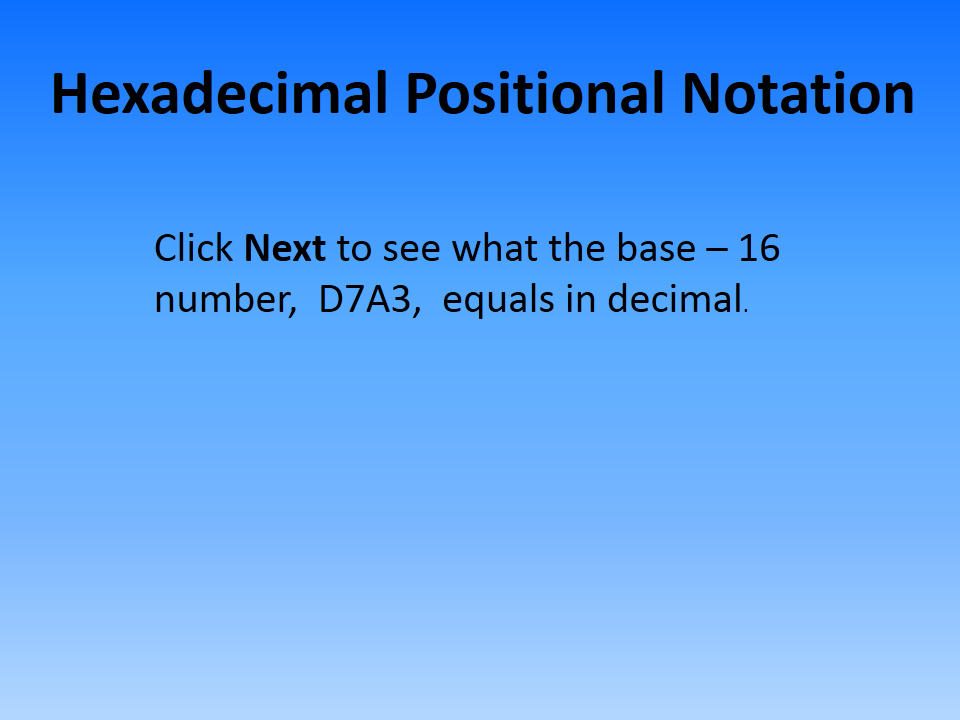 Hexadecimal Positional Notation
Click Next to see what the base – 16
number,  D7A3,  equals in decimal.